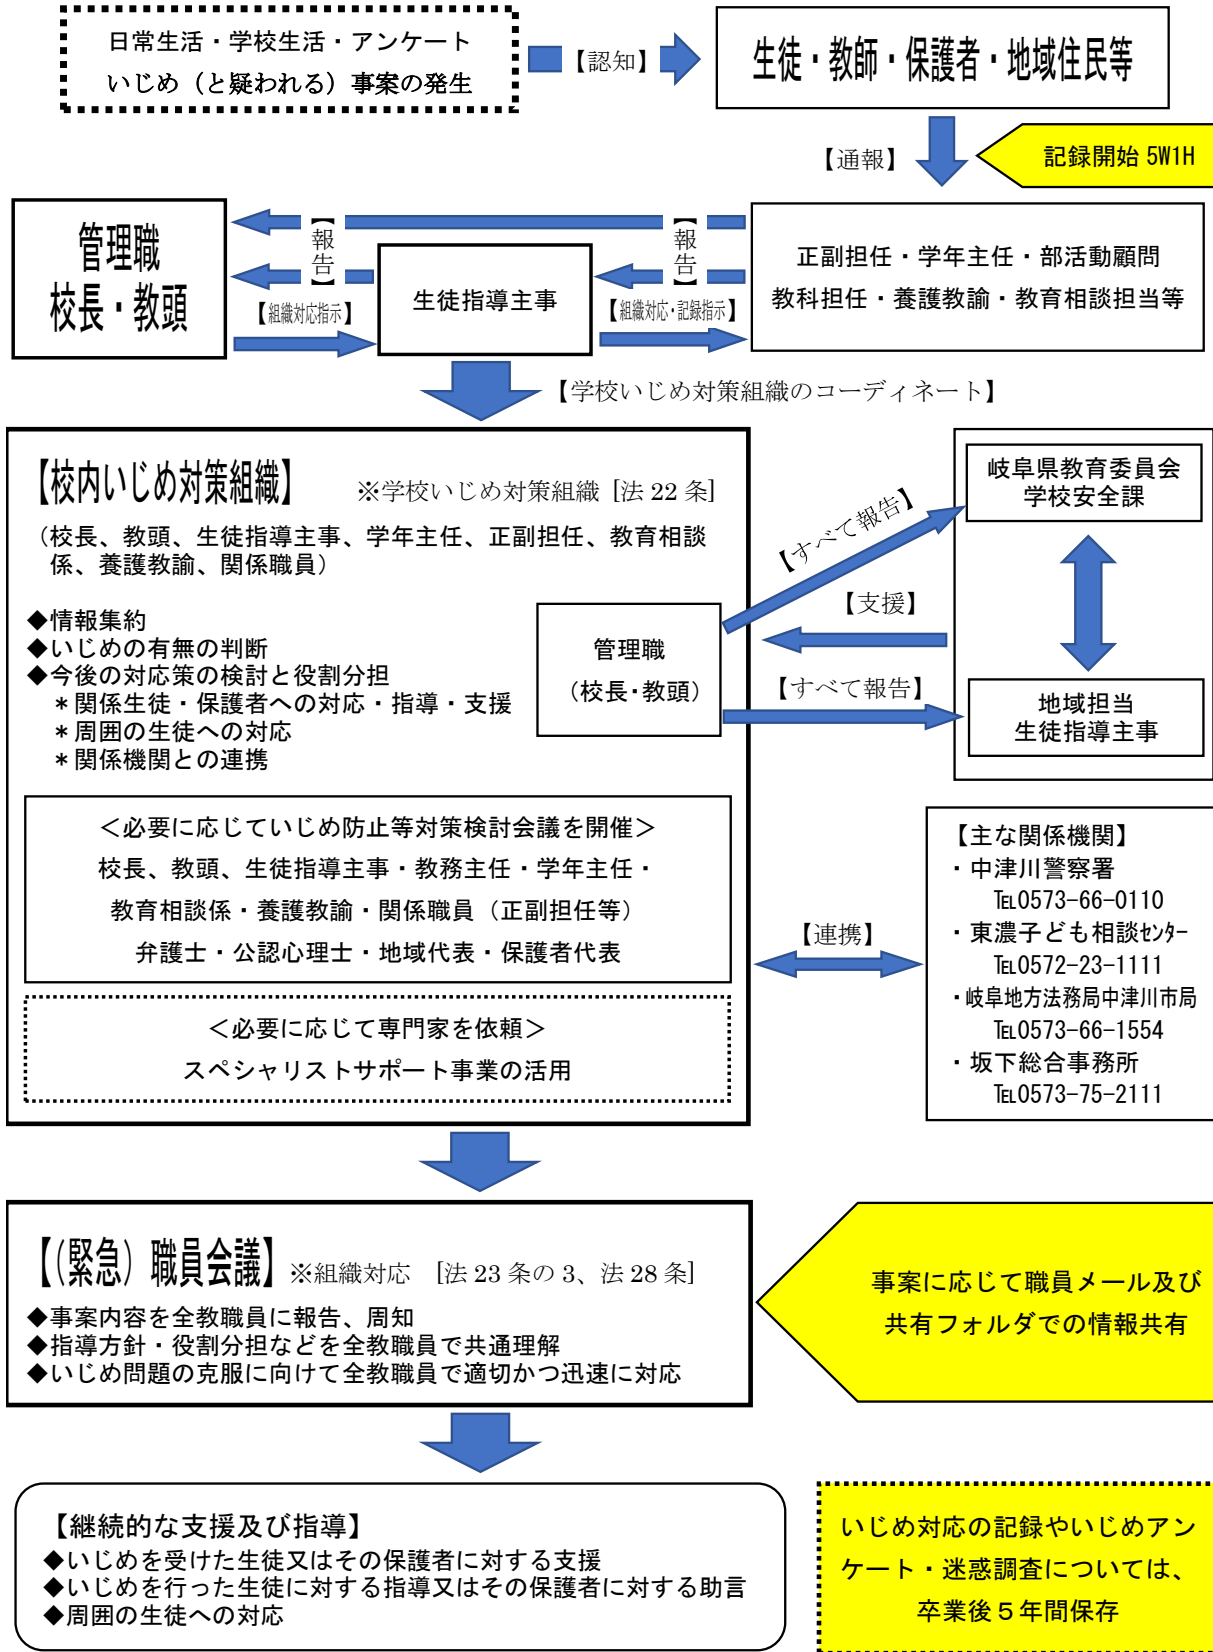 日常生活・学校生活・アンケート
いじめ（と疑われる）事案の発生
【認知】
生徒・教師・保護者・地域住民等
【通報】
記録開始 5W1H
管理職
校長・教頭
【報告】
【報告】
生徒指導主事
【組織対応指示】
【組織対応・記録指示】
正副担任・学年主任・部活動顧問
教科担任・養護教諭・教育相談担当等
【学校いじめ対策組織のコーディネート】
【校内いじめ対策組織】 ※学校いじめ対策組織 [法 22 条]
（校長、教頭、生徒指導主事、学年主任、正副担任、教育相談
係、養護教諭、関係職員）
◆情報集約
◆いじめの有無の判断
◆今後の対応策の検討と役割分担
＊関係生徒・保護者への対応・指導・支援
＊周囲の生徒への対応
＊関係機関との連携
管理職
（校長・教頭）
【すべて報告】
【支援】
【すべて報告】
岐阜県教育委員会
学校安全課
地域担当
生徒指導主事
＜必要に応じていじめ防止等対策検討会議を開催＞
校長、教頭、生徒指導主事・教務主任・学年主任・
教育相談係・養護教諭・関係職員（正副担任等）
弁護士・公認心理士・地域代表・保護者代表
＜必要に応じて専門家を依頼＞
スペシャリストサポート事業の活用
【連携】
【主な関係機関】
・中津川警察署
℡0573-66-0110
・東濃子ども相談ｾﾝﾀｰ
℡0572-23-1111
・岐阜地方法務局中津川市局
℡0573-66-1554
・坂下総合事務所
℡0573-75-2111
【（緊急）職員会議】 ※組織対応 [法 23 条の 3、法 28 条]
◆事案内容を全教職員に報告、周知
◆指導方針・役割分担などを全教職員で共通理解
◆いじめ問題の克服に向けて全教職員で適切かつ迅速に対応
事案に応じて職員メール及び
共有フォルダでの情報共有
【継続的な支援及び指導】
◆いじめを受けた生徒又はその保護者に対する支援
◆いじめを行った生徒に対する指導又はその保護者に対する助言
◆周囲の生徒への対応
いじめ対応の記録やいじめアン
ケート・迷惑調査については、
卒業後５年間保存